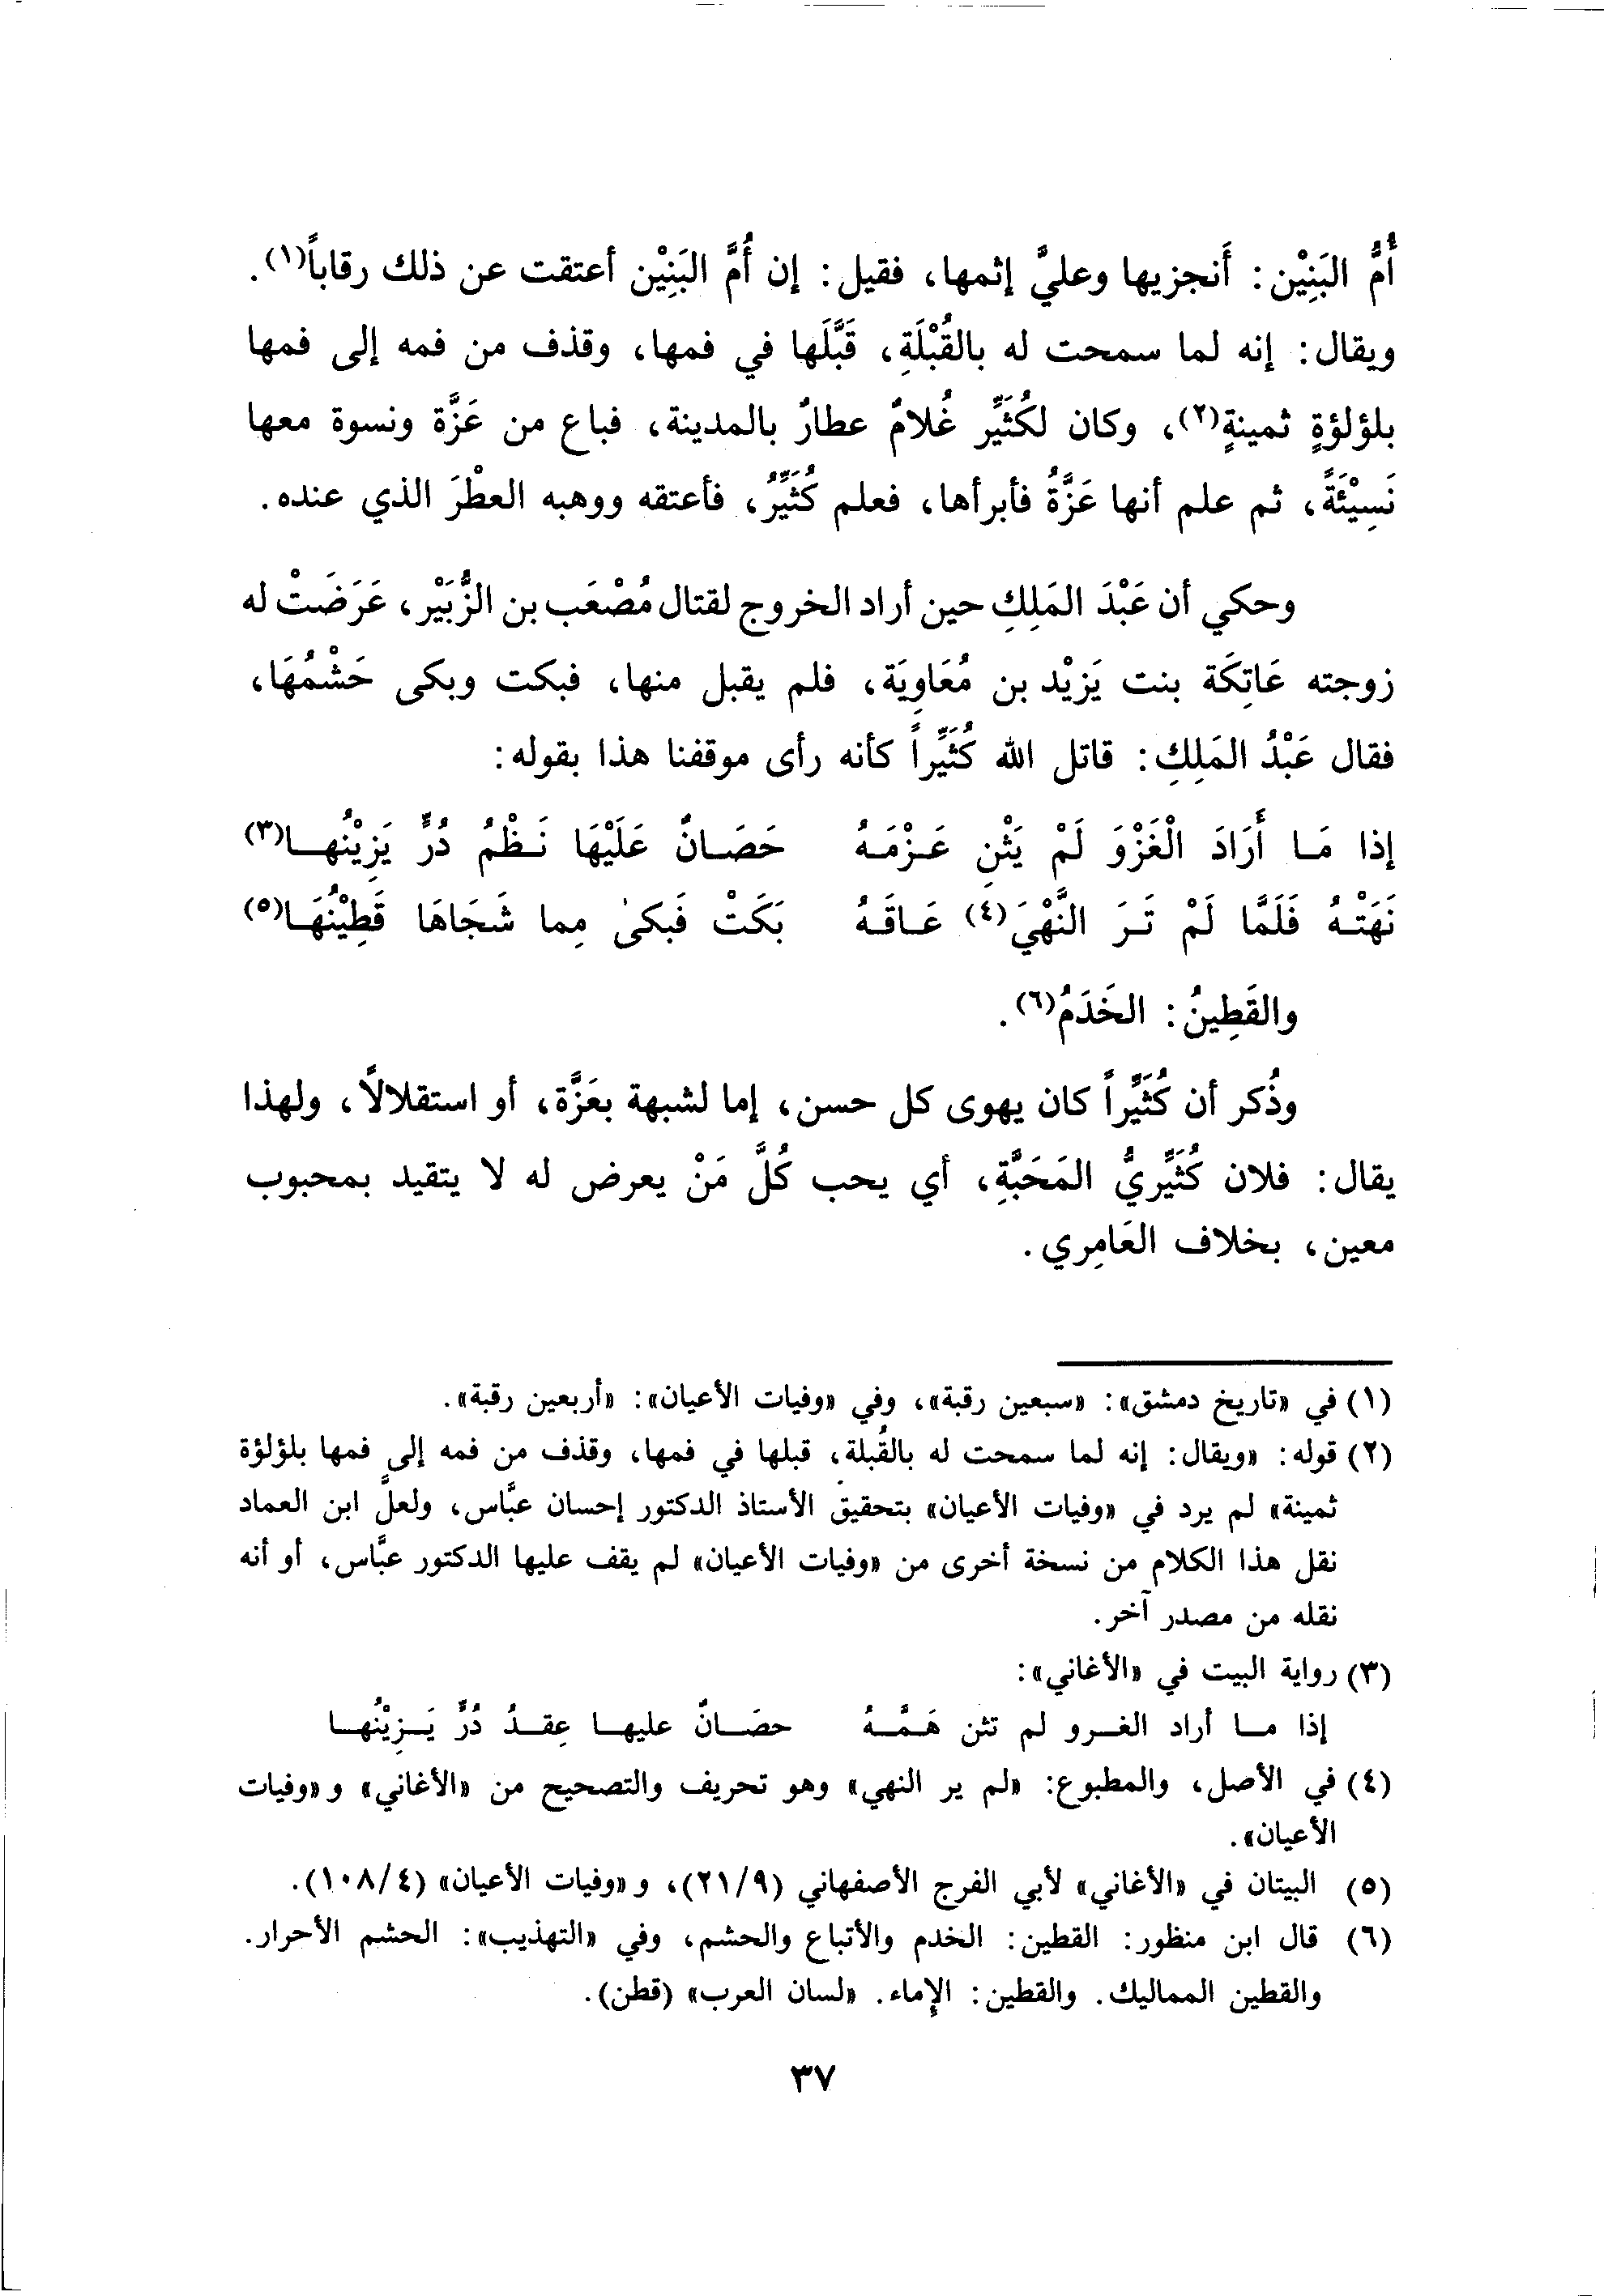 أُمُّ البَنِيْن: أَنجزيها وعليَّ إثمها، فقيل: إن أُمَّ البَنِيْن أعتقت عن ذلك رقاباً(١).
ويقال: إنه لما سمحت له بالقُبْلَةِ، قَبَّلَها في فمها، وقذف من فمه إلى فمها
بلؤلؤةٍ ثمينةٍ(٢)، وكان لكُثَيِّر غُلامٌ عطارٌ بالمدينة، فباع من عَزَّة ونسوة معها
نَسِيْئَةً، ثم علم أنها عَزَّةُ فأبرأها، فعلم كُثَيِّرُ، فأعتقه ووهبه العطْرَ الذي عنده.
وحكي أن عَبْدَ المَلِكِ حين أراد الخروج لقتال مُصْعَب بن الزُّبَيْر، عَرَضَتْ له
زوجته عَاتِكَة بنت يَزِيْد بن مُعَاوِيَة، فلم يقبل منها، فبكت وبكى حَشْمُهَا،
فقال عَبْدُ المَلِكِ: قاتل الله كُثَيِّراً كأنه رأى موقفنا هذا بقوله:
إذا مَا أَرَادَ الْغَزْوَ لَمْ يَثْنِ عَزْمَهُ حَصَانٌ عَلَيْهَا نَظْمُ دُرٍّ يَزِيْنُها(٣)
نَهَتْهُ فَلَمَّا لَمْ تَرَ النَّهْيَ(٤) عَاقَهُ بَكَتْ فَبكىٰ مِما شَجَاهَا قَطِيْنُهَا(٥)
والقَطِينُ: الخَدَمُ(٦).
وذُكر أن كُثَيِّراً كان يهوى كل حسن، إما لشبهة بعَزَّة، أو استقلالاً، ولهذا
يقال: فلان كُثَيِّريُّ المَحَبَّةِ، أي يحب كُلَّ مَنْ يعرض له لا يتقيد بمحبوب
معين، بخلاف العَامِري.
(١) في «تاريخ دمشق»: «سبعين رقبة»، وفي «وفيات الأعيان»: «أربعين رقبة».
(٢) قوله: «ويقال: إنه لما سمحت له بالقُبلة، قبلها في فمها، وقذف من فمه إلى فمها بلؤلؤة
ثمينة» لم يرد في «وفيات الأعيان» بتحقيق الأستاذ الدكتور إحسان عبَّاس، ولعلَّ ابن العماد
نقل هذا الكلام من نسخة أخرى من «وفيات الأعيان» لم يقف عليها الدكتور عبَّاس، أو أنه
نقله من مصدر آخر.
(٣) رواية البيت في «الأغاني»:
إذا ما أراد الغرو لم تثن هَمَّهُ حصَانٌ عليها عِقدُ دُرٍّ يَزِيْنُها
(٤) في الأصل، والمطبوع: «لم ير النهي» وهو تحريف والتصحيح من «الأغاني» و«وفيات
الأعيان».
(٥) البيتان في «الأغاني» لأبي الفرج الأصفهاني (٢١/٩)، و«وفيات الأعيان» (١٠٨/٤).
(٦) قال ابن منظور: القطين: الخدم والأتباع والحشم، وفي «التهذيب»: الحشم الأحرار.
والقطين المماليك. والقطين: الإماء. «لسان العرب» (قطن).
٣٧